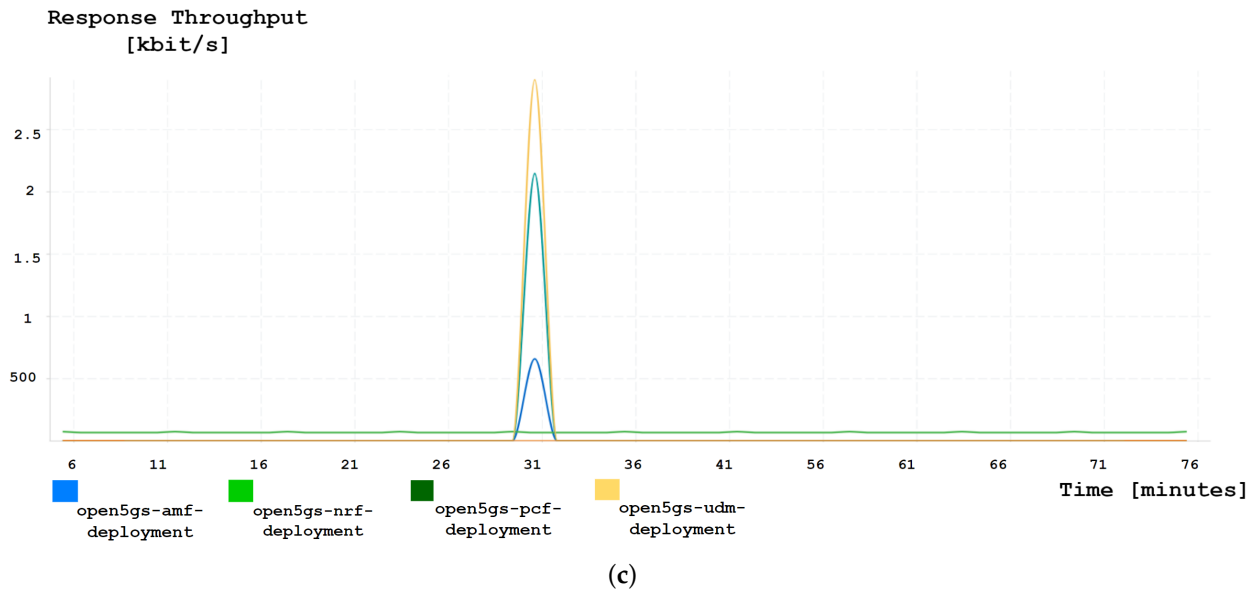 Response Throughput
[kbit/s]
2.5
2
1.5
1
500
6 11 16 21 26 31 36 41 56 61 66 71 76
Time [minutes]
open5gs-amf-
deployment
open5gs-nrf-
deployment
open5gs-pcf-
deployment
open5gs-udm-
deployment
(c)